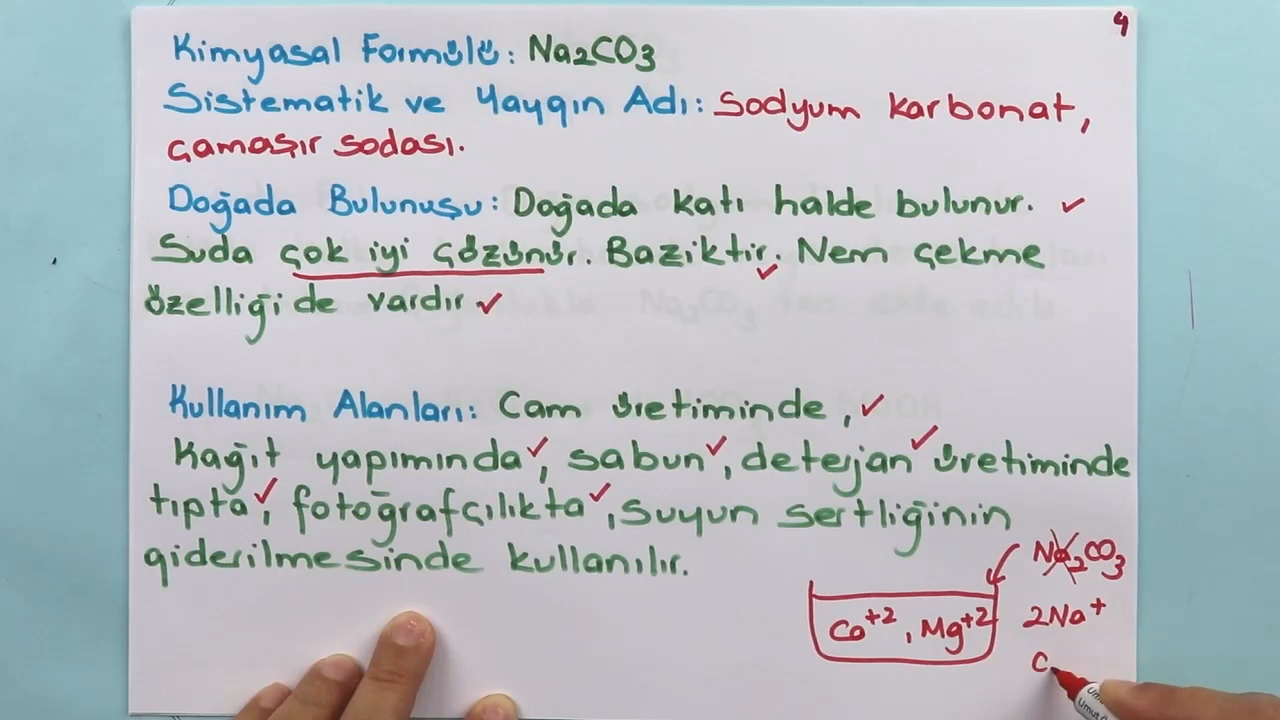 4
Kimyasal Formülü: Na₂CO₃
Sistematik ve Yaygın Adı: Sodyum karbonat,
çamaşır sodası.
Doğada Bulunuşu: Doğada katı halde bulunur. ✓
Suda çok iyi çözünür. Baziktir. ✓ Nem çekme
özelliği de vardır. ✓
Kullanım Alanları: Cam üretiminde, ✓
Kağıt yapımında ✓, sabun ✓, deterjan ✓ üretiminde
tıpta ✓, fotoğrafçılıkta ✓, suyun sertliğinin
giderilmesinde kullanılır.
Na₂CO₃
Ca⁺², Mg⁺²
2Na⁺
C